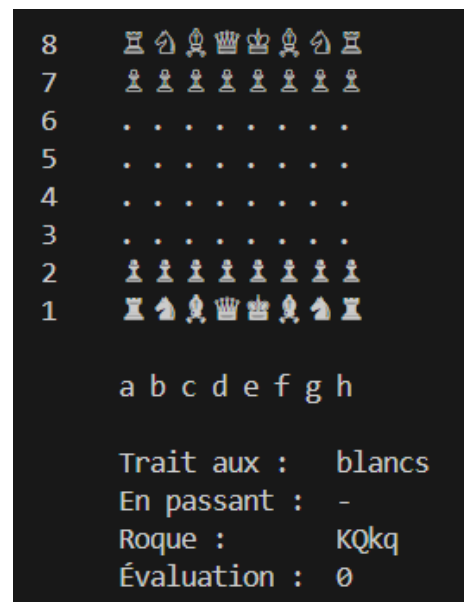 8 ♖ ♘ ♗ ♕ ♔ ♗ ♘ ♖
7 ♙ ♙ ♙ ♙ ♙ ♙ ♙ ♙
6 . . . . . . . .
5 . . . . . . . .
4 . . . . . . . .
3 . . . . . . . .
2 ♟ ♟ ♟ ♟ ♟ ♟ ♟ ♟
1 ♜ ♞ ♝ ♛ ♚ ♝ ♞ ♜
a b c d e f g h
Trait aux : blancs
En passant : -
Roque : KQkq
Évaluation : 0